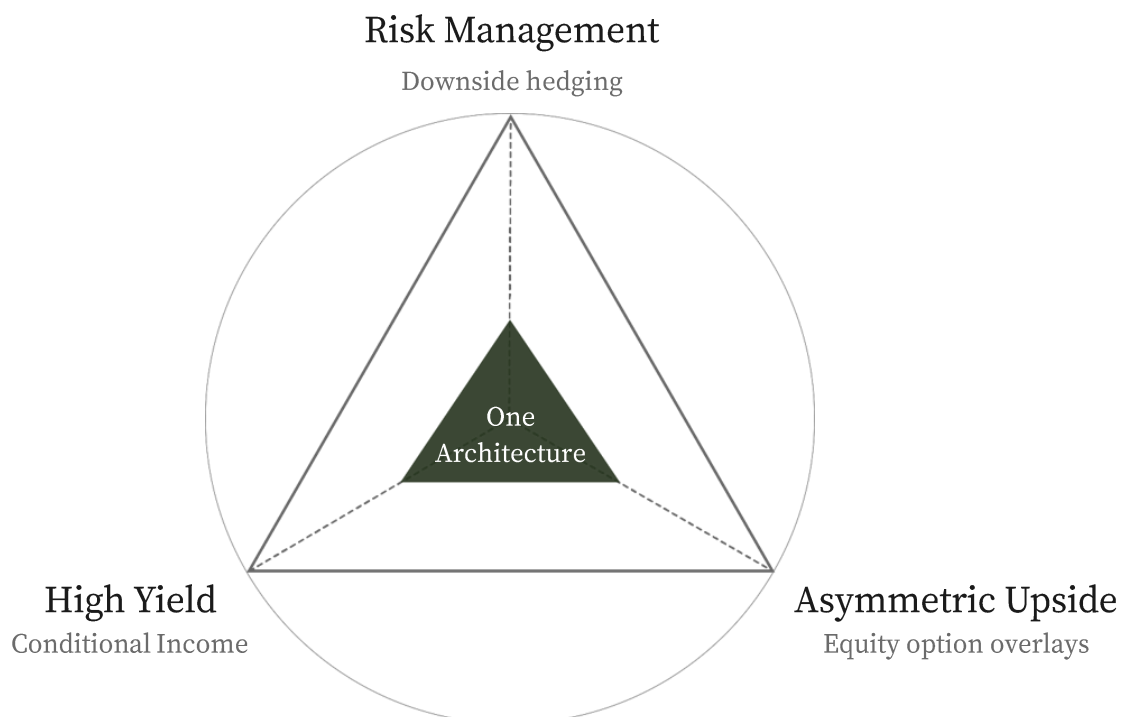 Risk Management
Downside hedging
One
Architecture
High Yield
Conditional Income
Asymmetric Upside
Equity option overlays